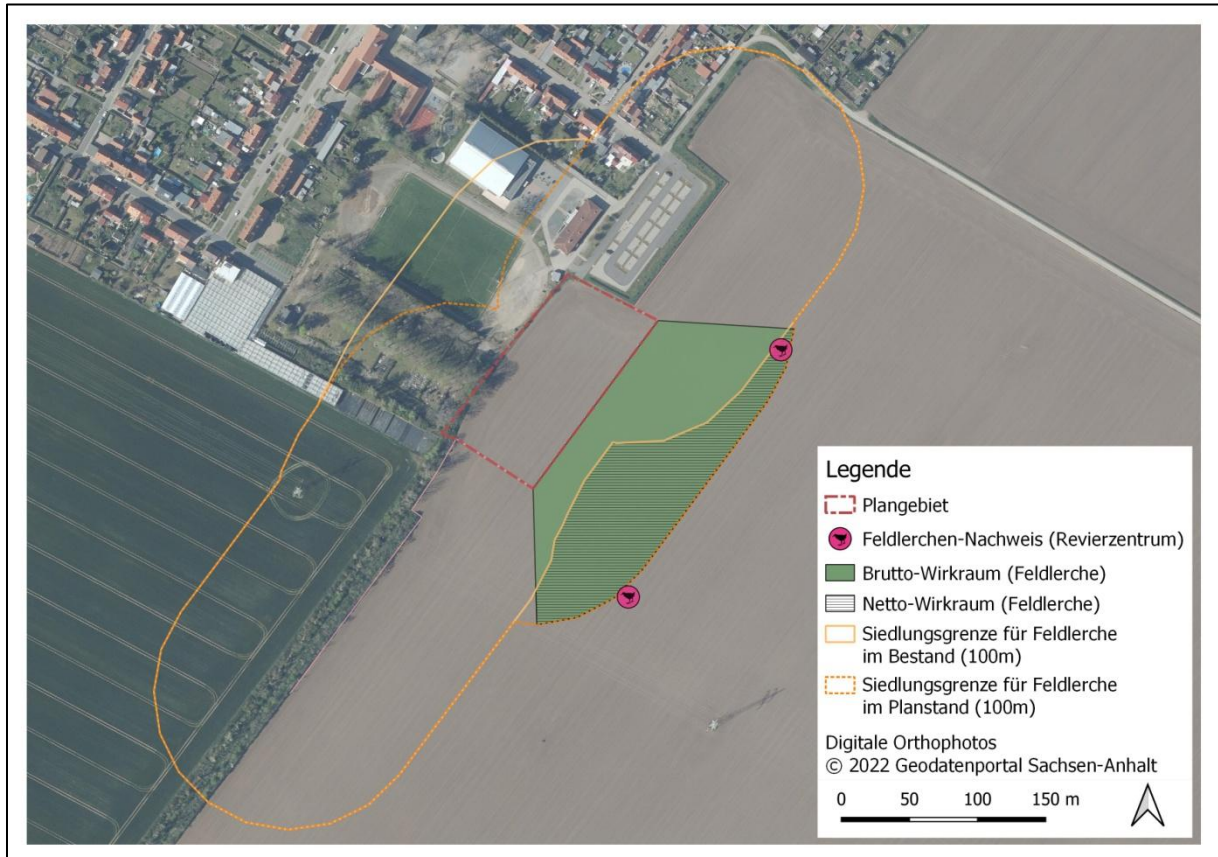 Legende
Plangebiet
Feldlerchen-Nachweis (Revierzentrum)
Brutto-Wirkraum (Feldlerche)
Netto-Wirkraum (Feldlerche)
Siedlungsgrenze für Feldlerche
im Bestand (100m)
Siedlungsgrenze für Feldlerche
im Planstand (100m)
Digitale Orthophotos
© 2022 Geodatenportal Sachsen-Anhalt
0 50 100 150 m